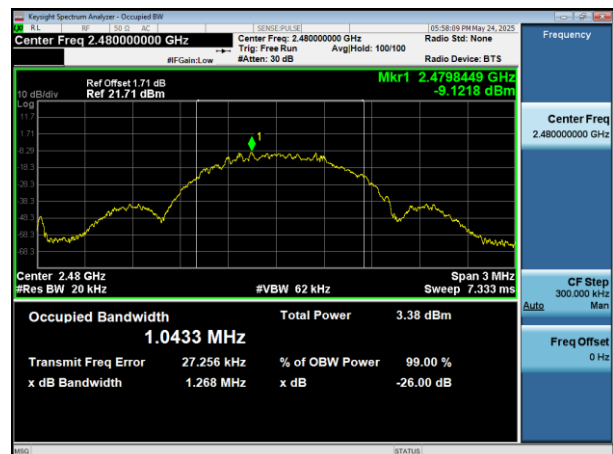 Keysight Spectrum Analyzer - Occupied BW
RL RF 50 Ω AC SENSE:PULSE 05:58:09 PM May 24, 2025
Center Freq 2.480000000 GHz Center Freq: 2.480000000 GHz Radio Std: None
Trig: Free Run Avg|Hold: 100/100
#IFGain:Low #Atten: 30 dB Radio Device: BTS
Frequency
Ref Offset 1.71 dB Mkr1 2.4798449 GHz
10 dB/div Ref 21.71 dBm -9.1218 dBm
Log
11.7
1.71
-8.29
-18.3
-28.3
-38.3
-48.3
-58.3
-68.3
1
Center 2.48 GHz Span 3 MHz
#Res BW 20 kHz #VBW 62 kHz Sweep 7.333 ms
Occupied Bandwidth Total Power 3.38 dBm
1.0433 MHz
Transmit Freq Error 27.256 kHz % of OBW Power 99.00 %
x dB Bandwidth 1.268 MHz x dB -26.00 dB
Center Freq
2.480000000 GHz
CF Step
300.000 kHz
Auto Man
Freq Offset
0 Hz
MSG STATUS